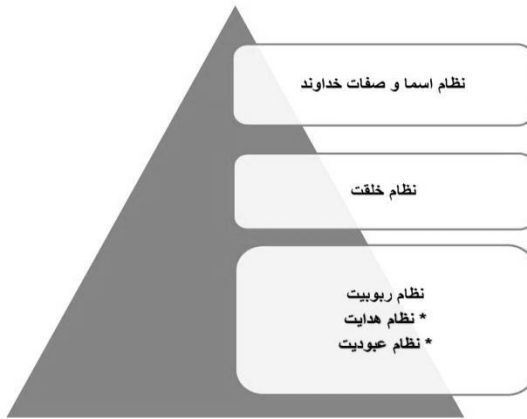 نظام اسما و صفات خداوند
نظام خلقت
نظام ربوبیت
* نظام هدایت
* نظام عبودیت